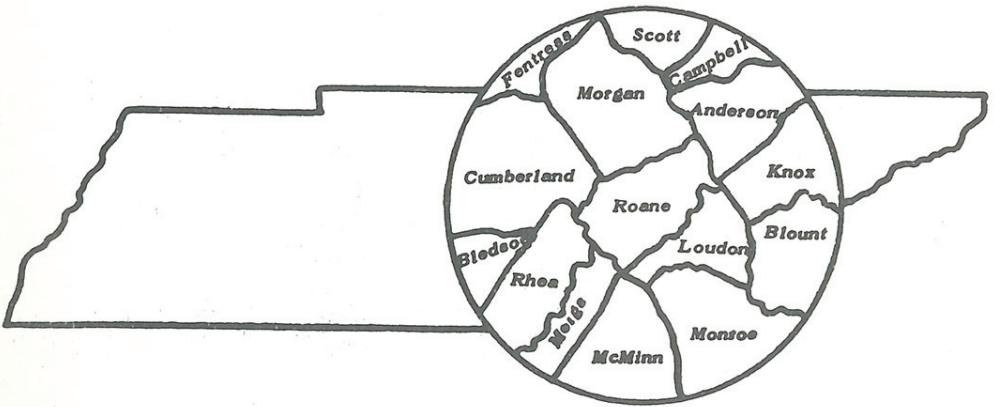 Scott
Fentress
Campbell
Morgan
Anderson
Cumberland
Knox
Roane
Blount
Loudon
Bledsoe
Rhea
Meigs
Monroe
McMinn